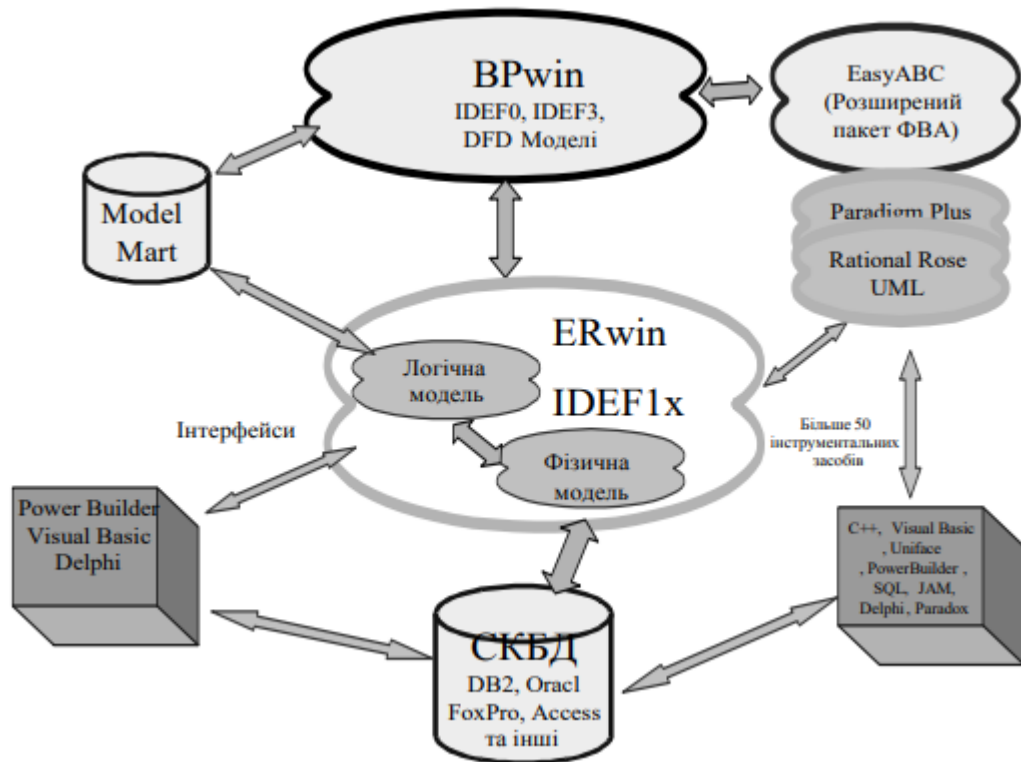 BPwin
IDEF0, IDEF3,
DFD Моделі
EasyABC
(Розширений
пакет ФВА)
Model
Mart
Paradigm Plus
Rational Rose
UML
ERwin
Логічна
модель
IDEF1x
Фізична
модель
Інтерфейси
Більше 50
інструментальних
засобів
Power Builder
Visual Basic
Delphi
C++, Visual Basic
, Uniface
, PowerBuilder ,
SQL, JAM,
Delphi , Paradox
СКБД
DB2, Oracl
FoxPro, Access
та інші